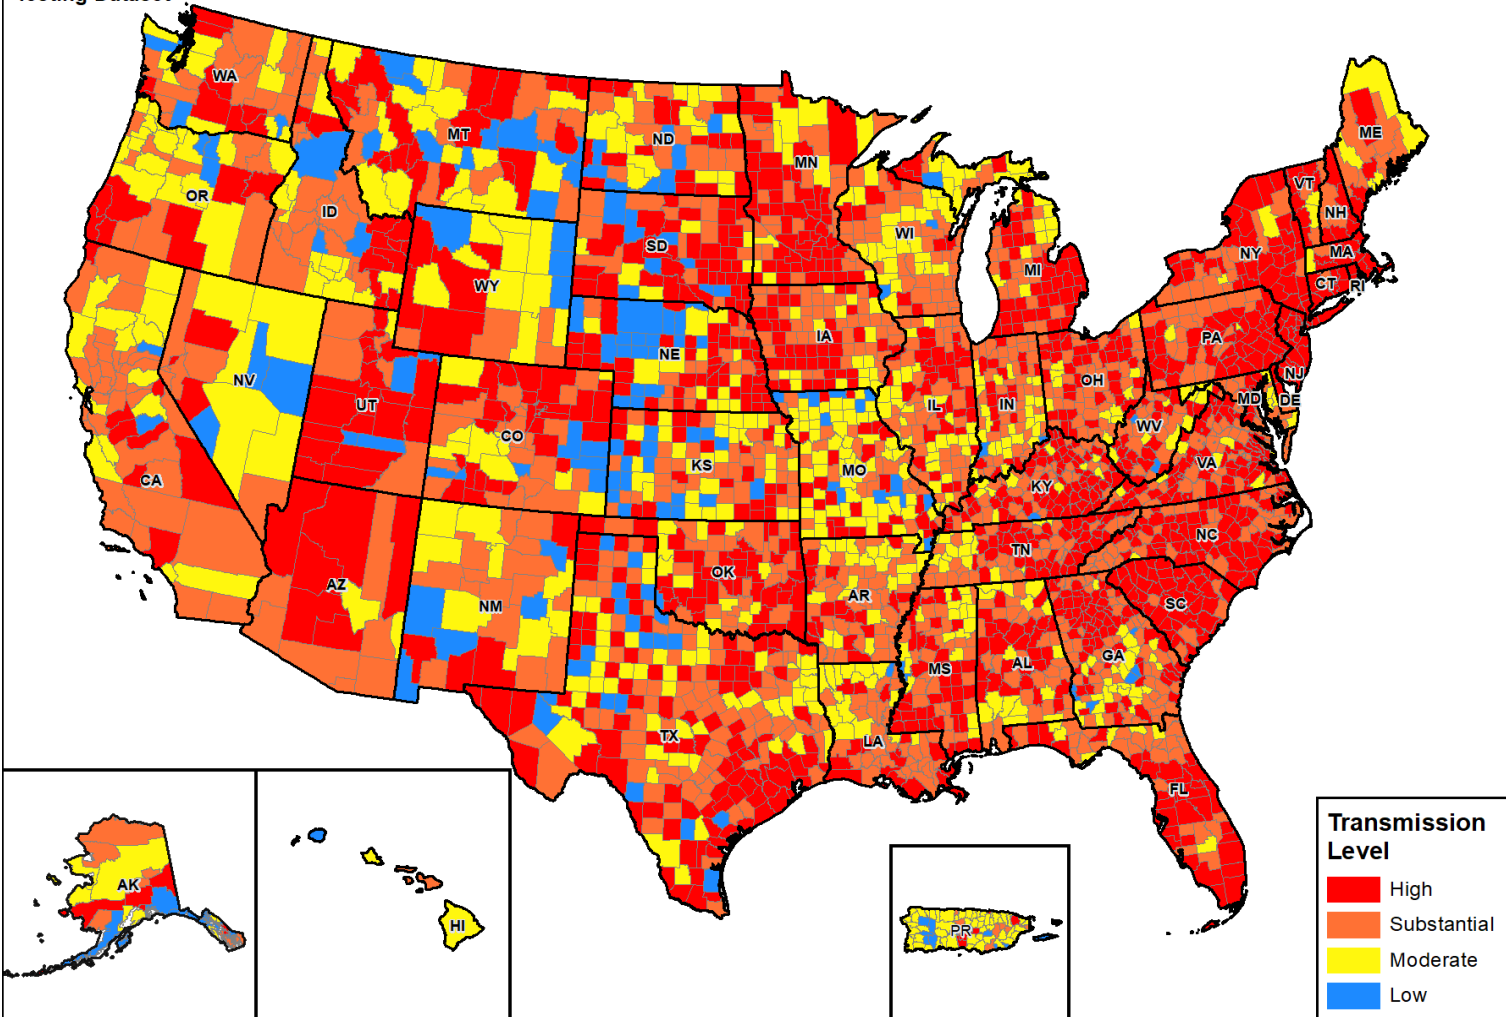 WA
MT
ND
MN
ME
OR
ID
SD
WI
VT
NH
NY
MA
MI
CT
RI
WY
IA
PA
NE
NV
OH
NJ
UT
IL
IN
MD
DE
CO
WV
KS
MO
VA
CA
KY
NC
TN
OK
AZ
AR
NM
SC
MS
AL
GA
TX
LA
FL
AK
HI
PR
Transmission
Level
High
Substantial
Moderate
Low